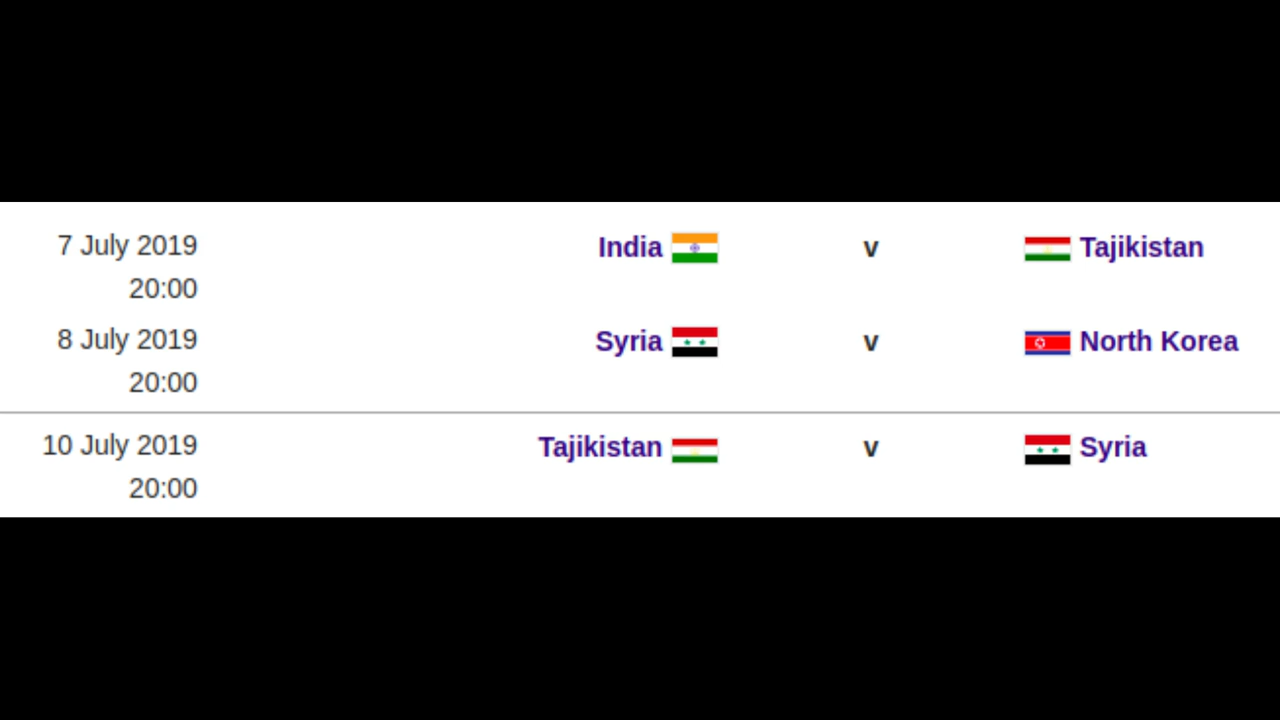 7 July 2019 India v Tajikistan
20:00
8 July 2019 Syria v North Korea
20:00
10 July 2019 Tajikistan v Syria
20:00